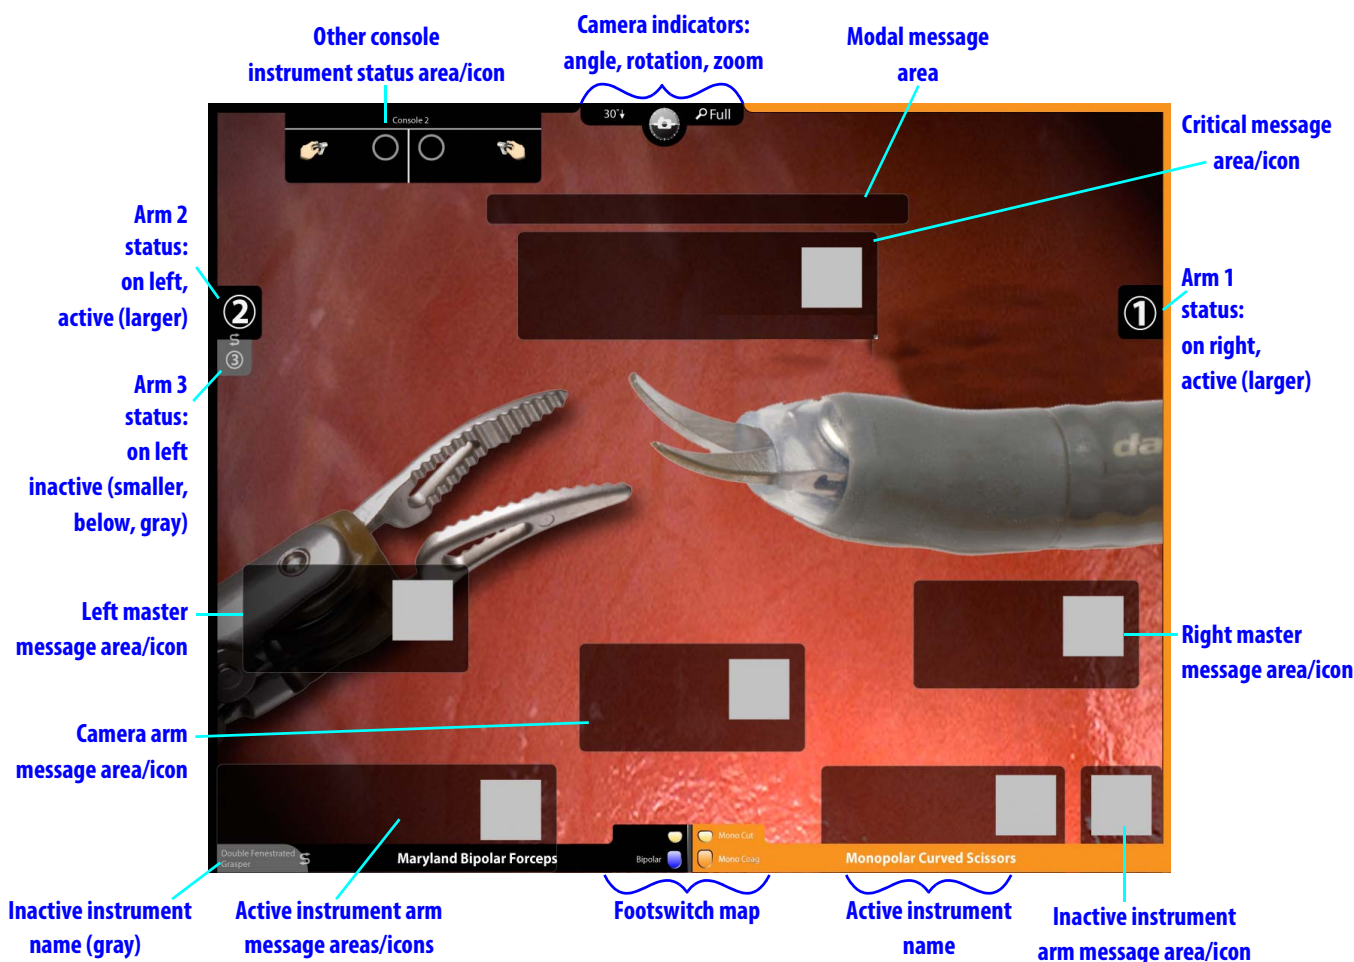 Other console
instrument status area/icon
Camera indicators:
angle, rotation, zoom
Modal message
area
Critical message
area/icon
Console 2
30°
Full
Arm 2
status:
on left,
active (larger)
2
3
Arm 3
status:
on left
inactive (smaller,
below, gray)
1
Arm 1
status:
on right,
active (larger)
da
Left master
message area/icon
Right master
message area/icon
Camera arm
message area/icon
Double Fenestrated
Grasper
Maryland Bipolar Forceps
Bipolar
Mono Cut
Mono Coag
Monopolar Curved Scissors
Inactive instrument
name (gray)
Active instrument arm
message areas/icons
Footswitch map
Active instrument
name
Inactive instrument
arm message area/icon